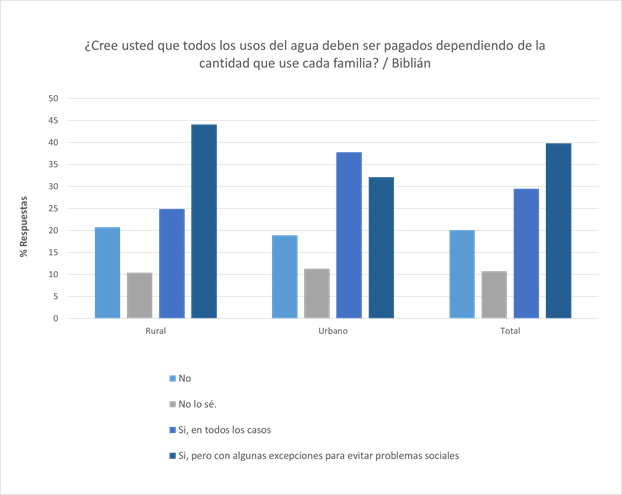 ¿Cree usted que todos los usos del agua deben ser pagados dependiendo de la
cantidad que use cada familia? / Biblián
50
45
40
35
30
25
20
15
10
5
0
% Respuestas
Rural
Urbano
Total
No
No lo sé.
Si, en todos los casos
Si, pero con algunas excepciones para evitar problemas sociales